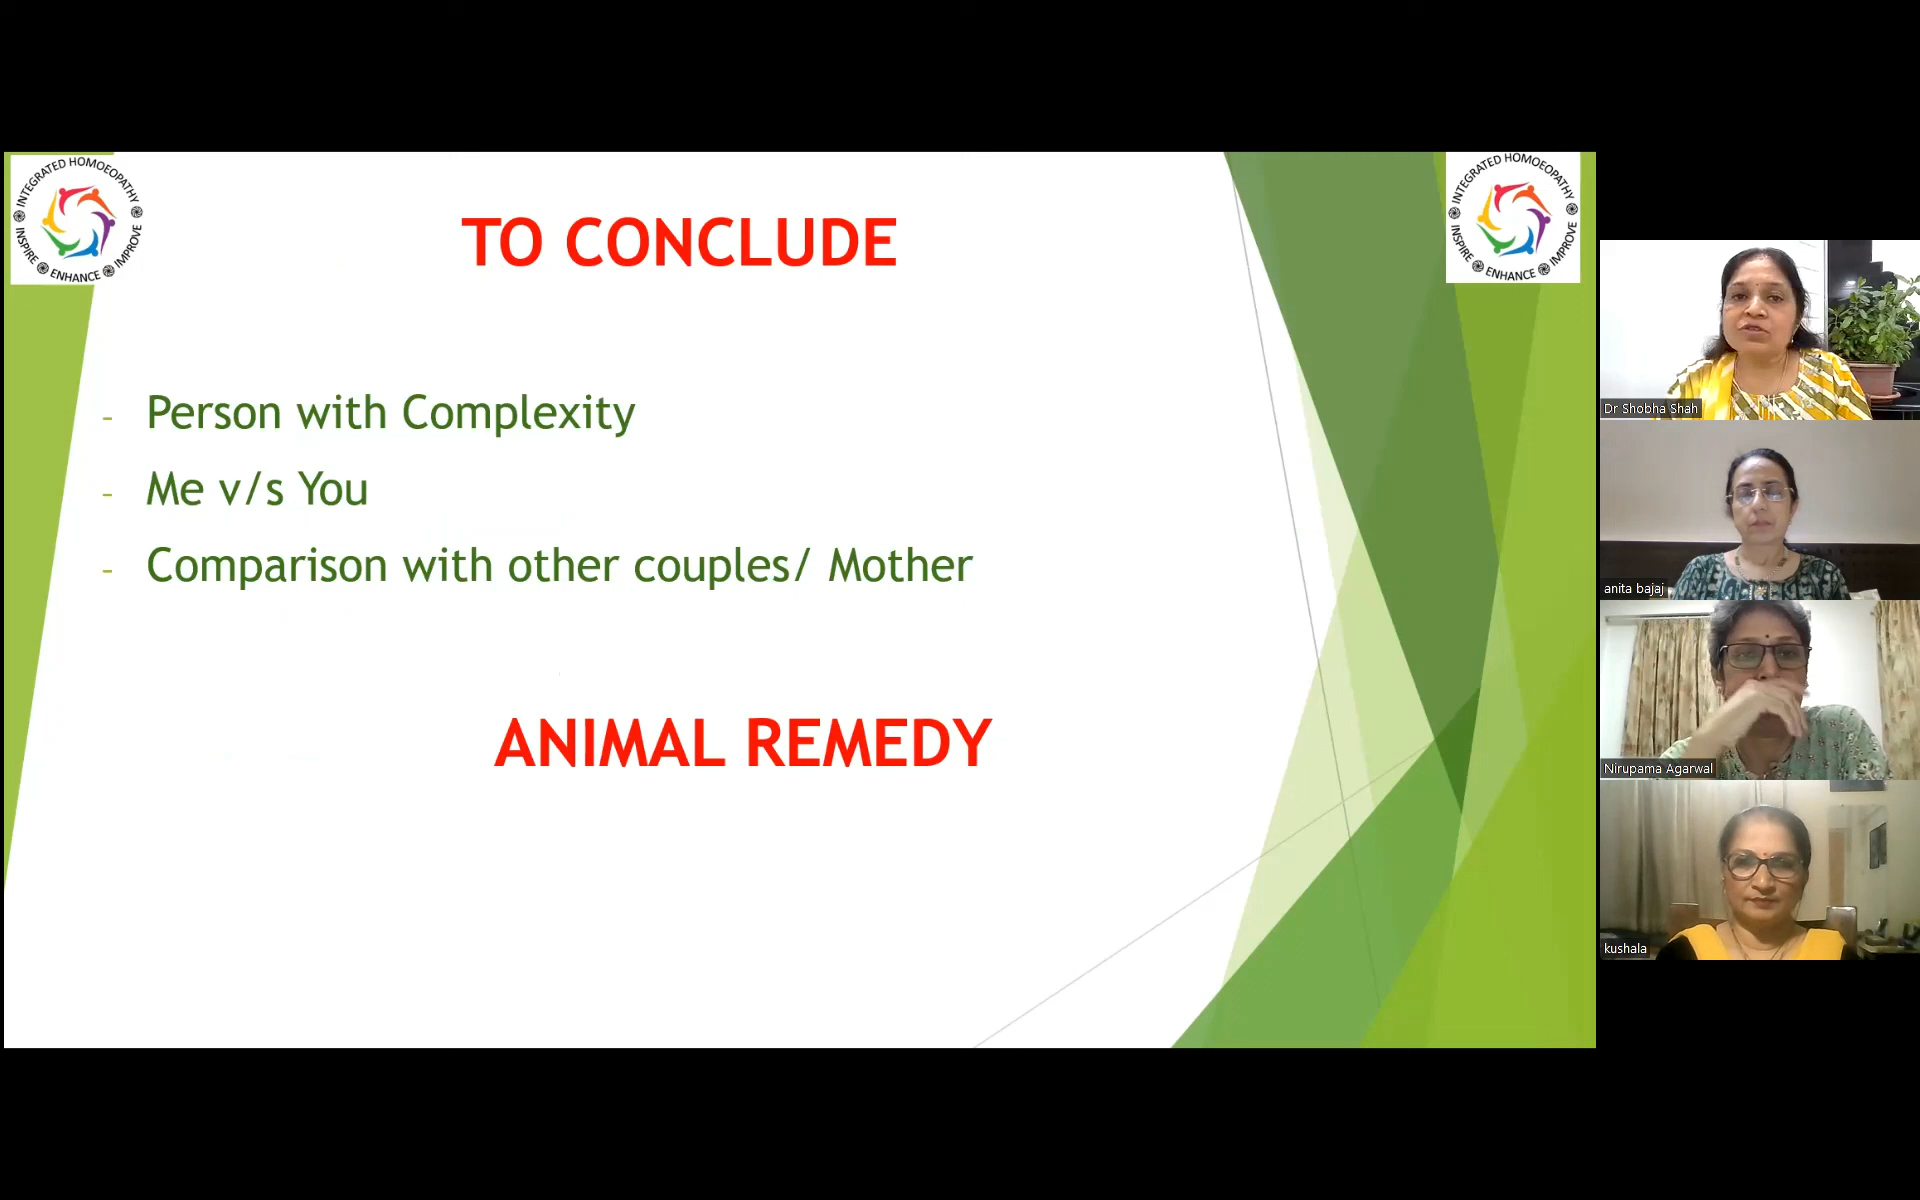 INTEGRATED HOMOEOPATHY
INSPIRE ENHANCE IMPROVE
INTEGRATED HOMOEOPATHY
INSPIRE ENHANCE IMPROVE
TO CONCLUDE
- Person with Complexity
- Me v/s You
- Comparison with other couples/ Mother
ANIMAL REMEDY
Dr Shobha Shah
anita bajaj
Nirupama Agarwal
kushala